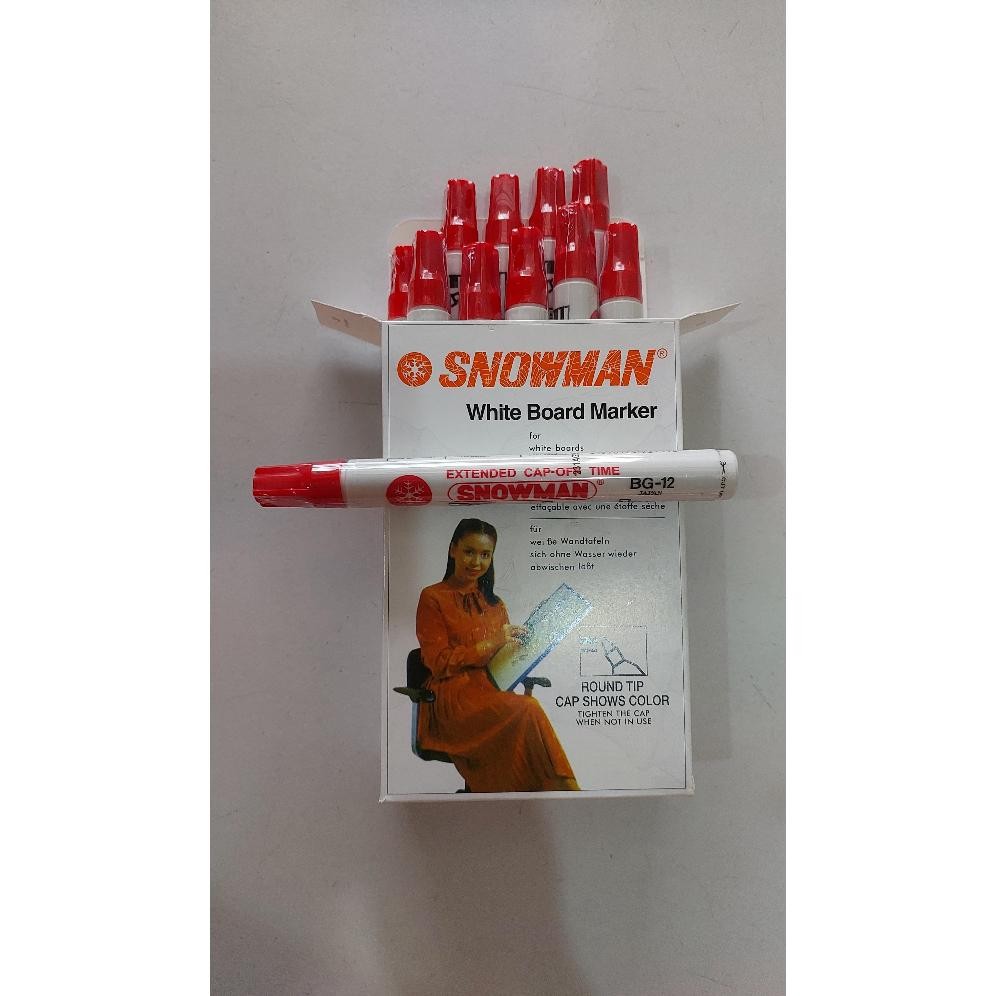 SNOWMAN®
White Board Marker
for
white boards
EXTENDED CAP-OFF TIME
SNOWMAN®
BG-12
effaçable avec une étoffe sèche
für
weiße Wandtafeln
sich ohne Wasser wieder
abwischen läßt
ROUND TIP
CAP SHOWS COLOR
TIGHTEN THE CAP
WHEN NOT IN USE